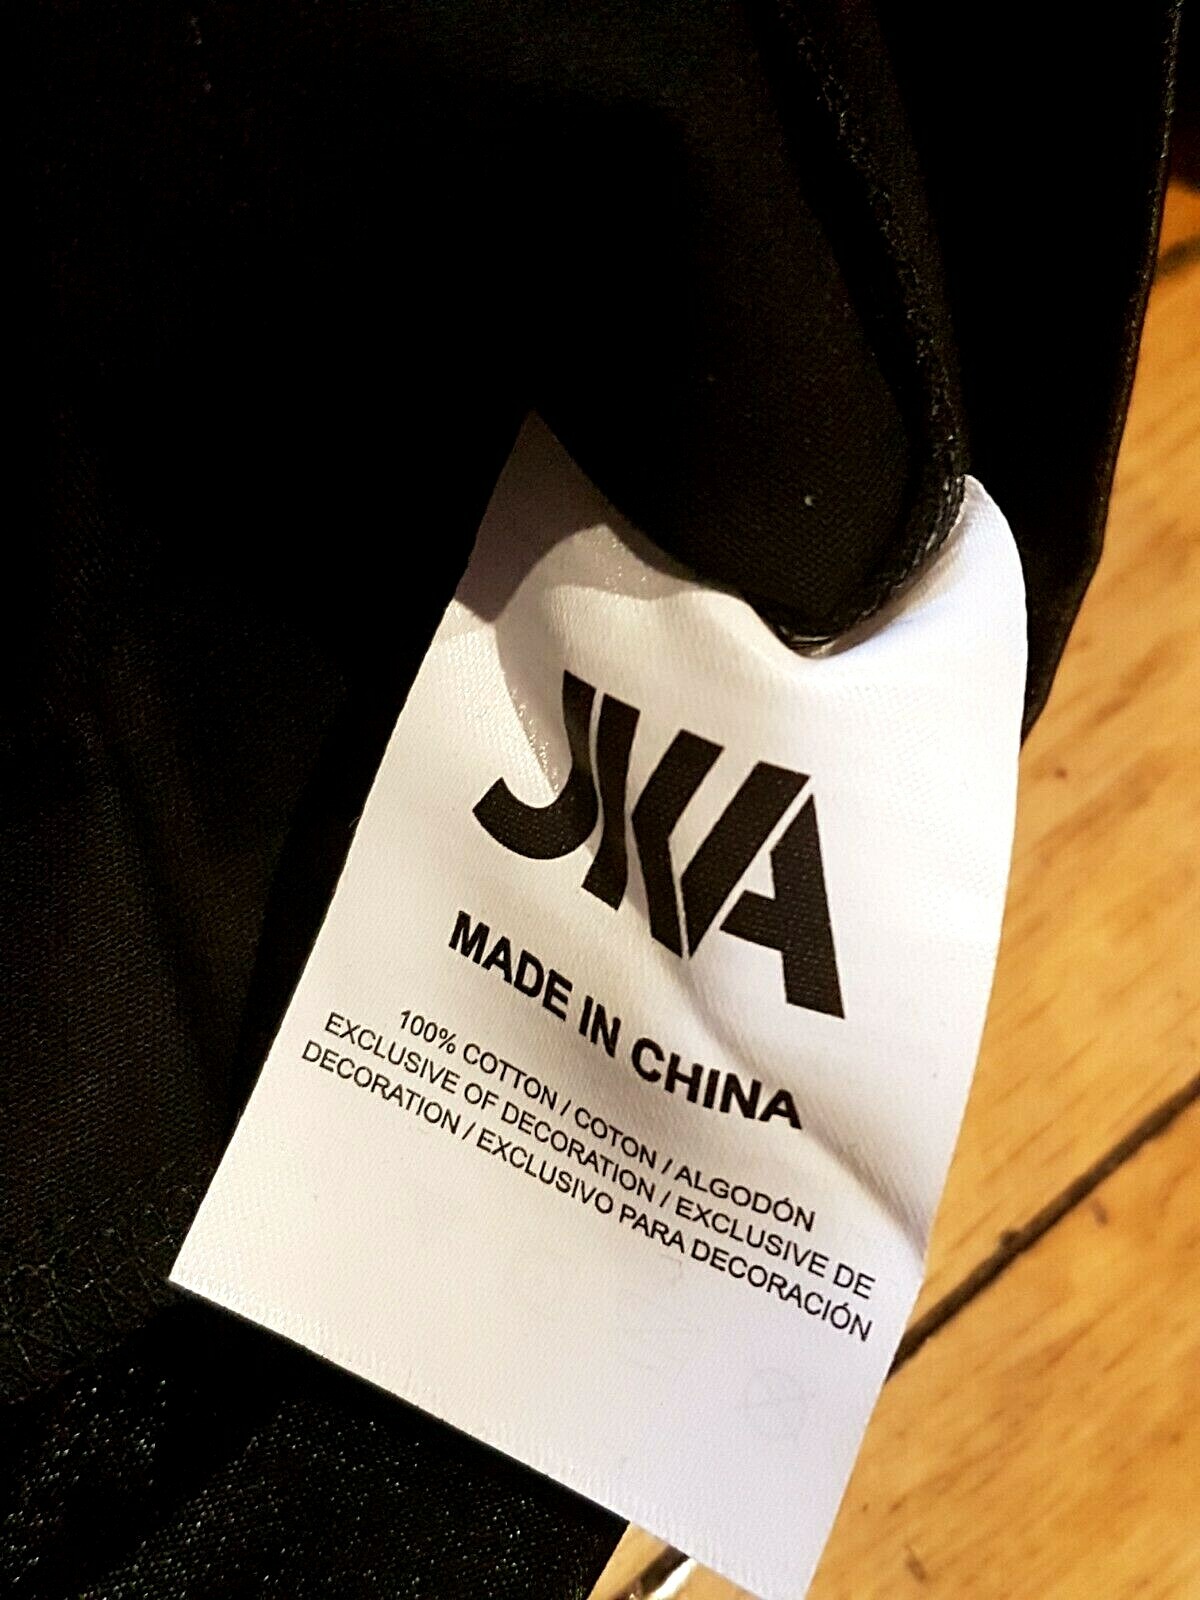 JKA
MADE IN CHINA
100% COTTON / COTON / ALGODÓN
EXCLUSIVE OF DECORATION / EXCLUSIVE DE
DECORATION / EXCLUSIVO PARA DECORACIÓN